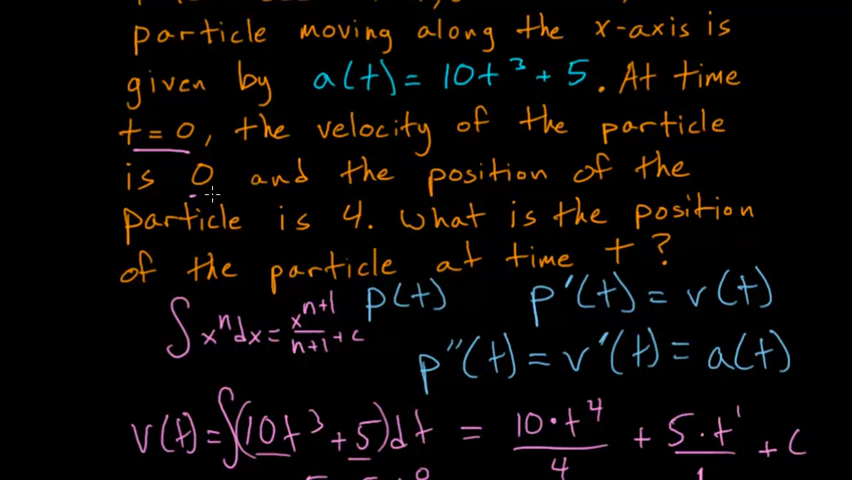 particle moving along the x-axis is
given by a(t) = 10t³ + 5. At time
t = 0, the velocity of the particle
is 0 and the position of the
particle is 4. What is the position
of the particle at time t?
∫xⁿdx = xⁿ⁺¹/n+1 + c p(t) p'(t) = v(t)
p''(t) = v'(t) = a(t)
v(t) = ∫(10t³ + 5)dt = 10·t⁴/4 + 5·t¹/1 + C